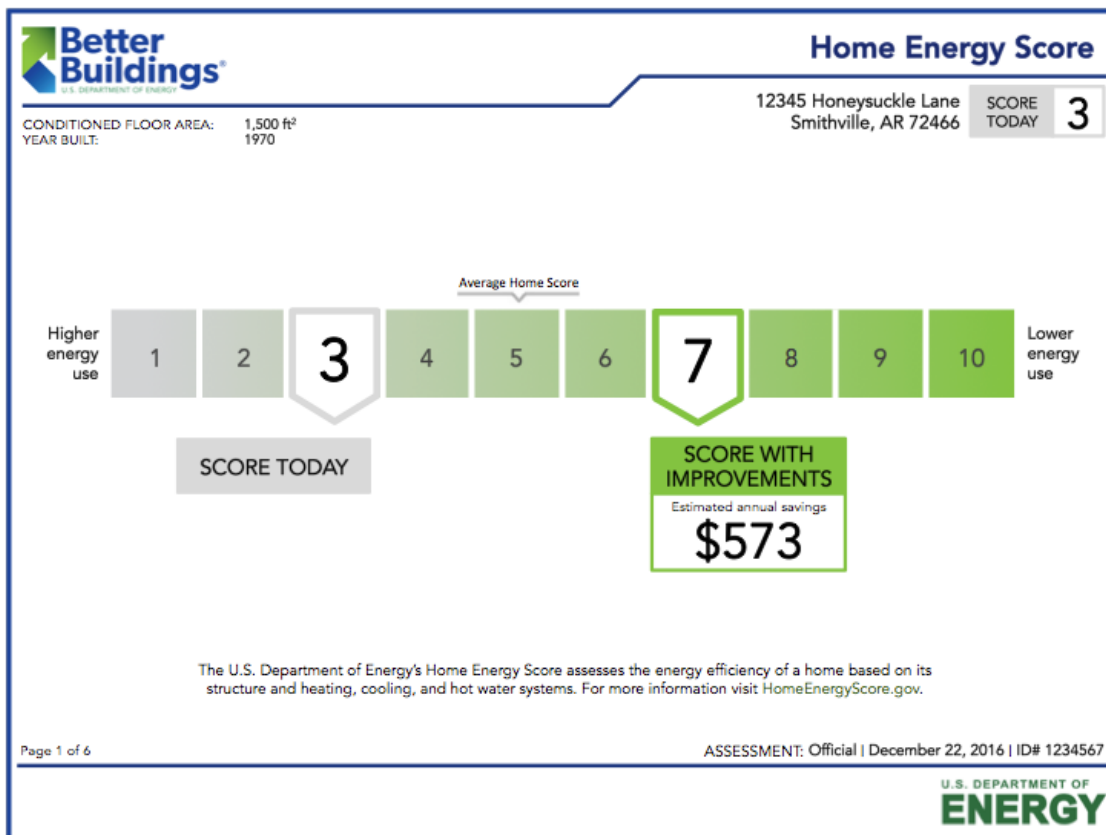 Better
Buildings®
U.S. DEPARTMENT OF ENERGY
Home Energy Score
12345 Honeysuckle Lane
Smithville, AR 72466
SCORE
TODAY
3
CONDITIONED FLOOR AREA: 1,500 ft²
YEAR BUILT: 1970
Average Home Score
Higher
energy
use
1 2 3 4 5 6 7 8 9 10
Lower
energy
use
SCORE TODAY
SCORE WITH
IMPROVEMENTS
Estimated annual savings
$573
The U.S. Department of Energy's Home Energy Score assesses the energy efficiency of a home based on its
structure and heating, cooling, and hot water systems. For more information visit HomeEnergyScore.gov.
Page 1 of 6
ASSESSMENT: Official | December 22, 2016 | ID# 1234567
U.S. DEPARTMENT OF
ENERGY